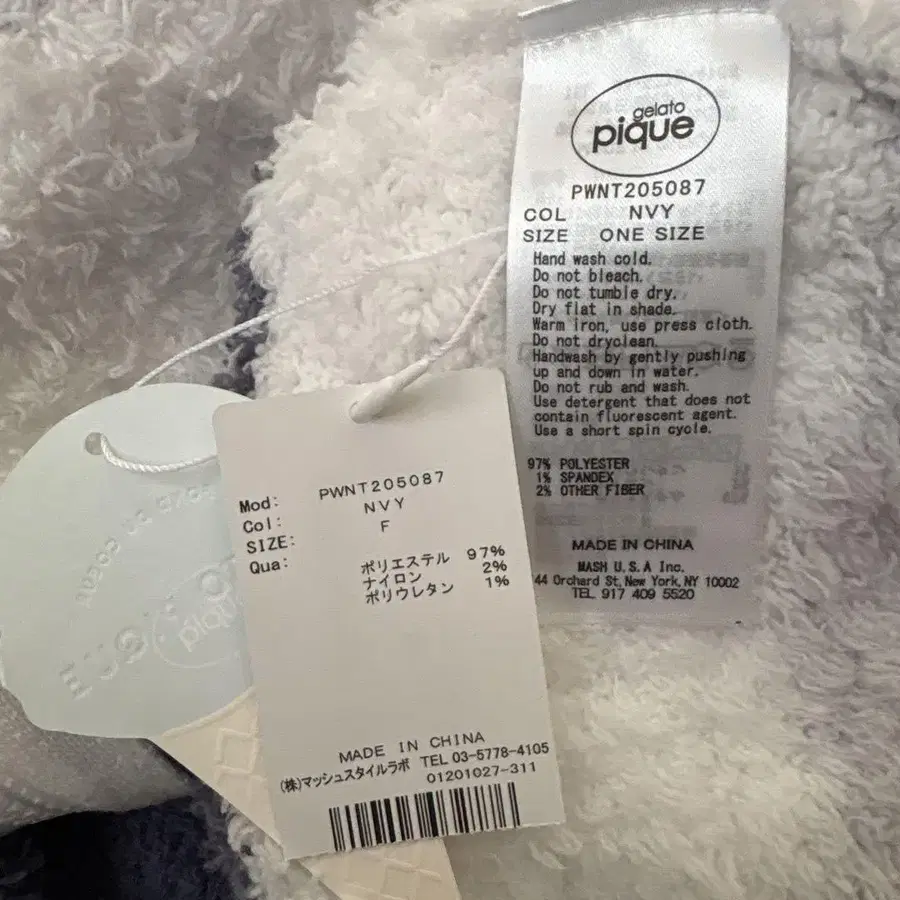 gelato
pique
PWNT205087
COL NVY
SIZE ONE SIZE
Hand wash cold.
Do not bleach.
Do not tumble dry.
Dry flat in shade.
Warm iron, use press cloth.
Do not dryclean.
Handwash by gently pushing
up and down in water.
Do not rub and wash.
Use detergent that does not
contain fluorescent agent.
Use a short spin cycle.
97% POLYESTER
1% SPANDEX
2% OTHER FIBER
MADE IN CHINA
MASH U.S.A Inc.
44 Orchard St, New York, NY 10002
TEL 917 409 5520
Mod: PWNT205087
Col: NVY
SIZE: F
Qua: ポリエステル 97%
ナイロン 2%
ポリウレタン 1%
MADE IN CHINA
(株)マッシュスタイルラボ TEL 03-5778-4105
01201027-311
pique